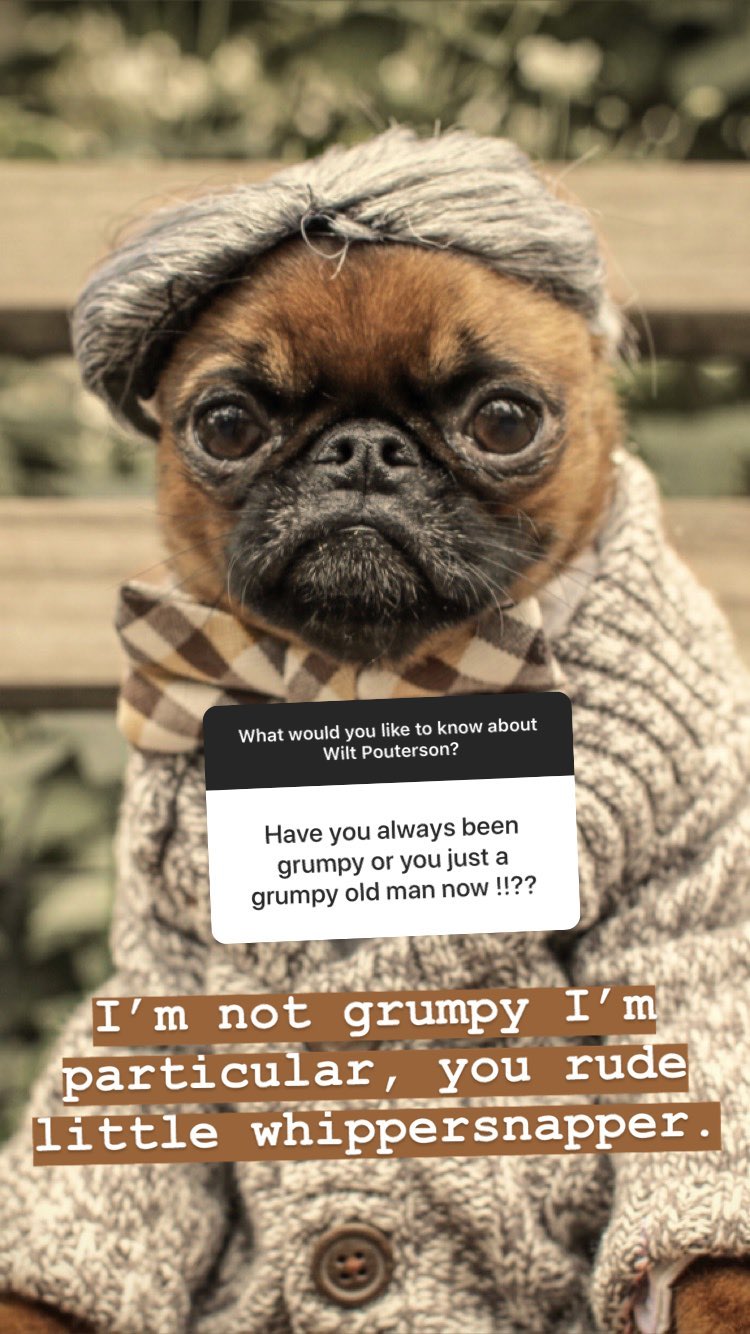 What would you like to know about
Wilt Pouterson?
Have you always been
grumpy or you just a
grumpy old man now !!??
I’m not grumpy I’m
particular, you rude
little whippersnapper.